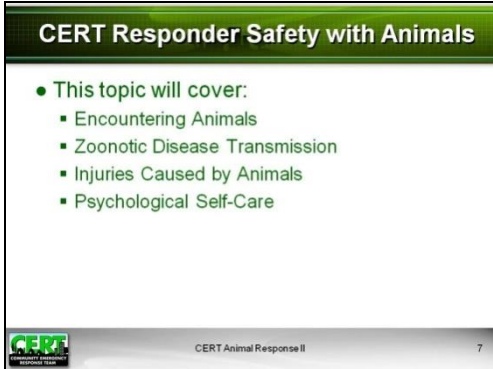 CERT Responder Safety with Animals
● This topic will cover:
▪ Encountering Animals
▪ Zoonotic Disease Transmission
▪ Injuries Caused by Animals
▪ Psychological Self-Care
CERT
COMMUNITY EMERGENCY
RESPONSE TEAM
CERT Animal Response II
7